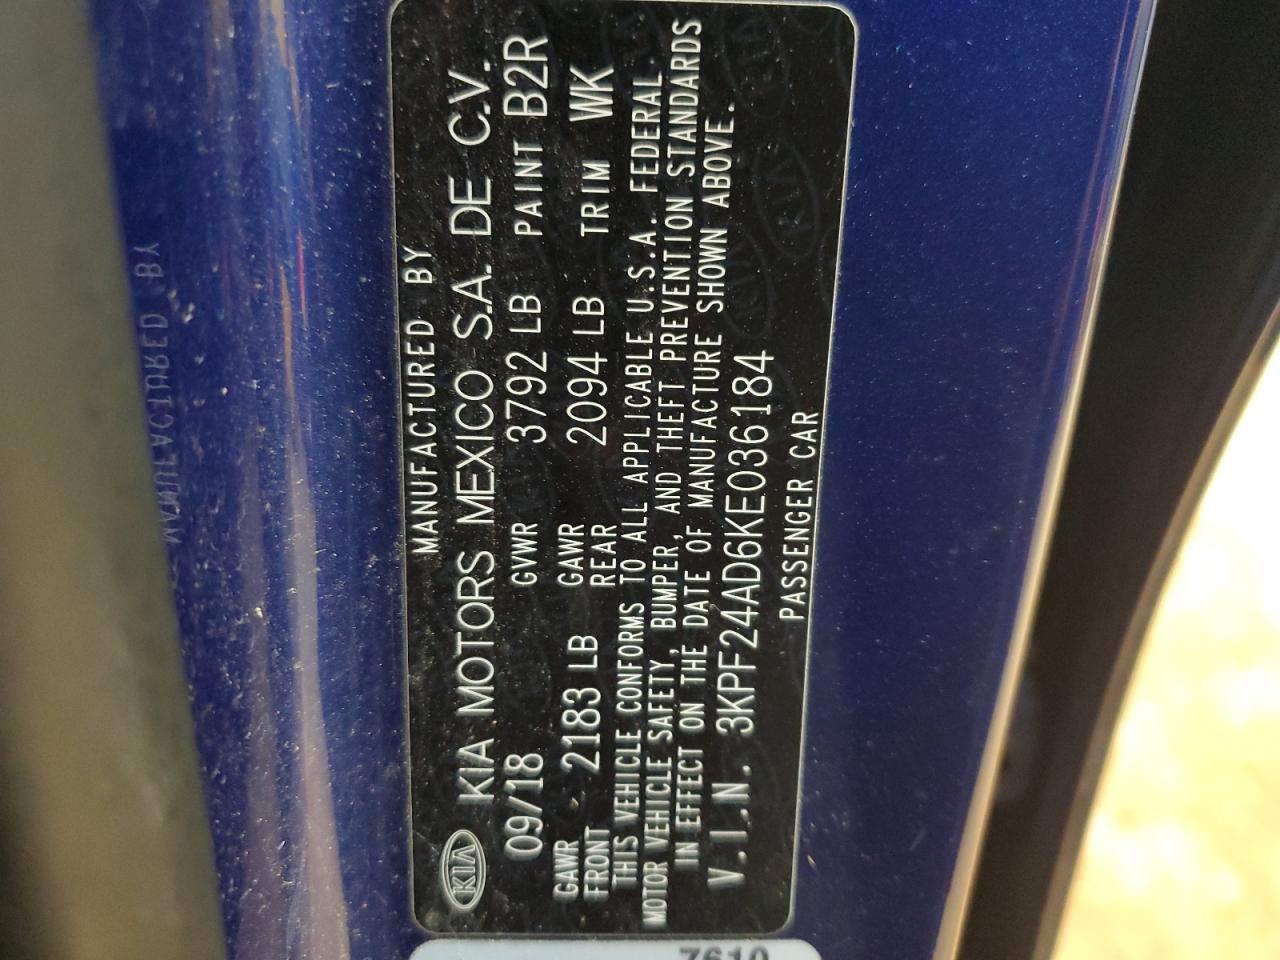 MANUFACTURED BY
KIA KIA MOTORS MEXICO S.A. DE C.V.
09/18 GVWR 3792 LB PAINT B2R
GAWR FRONT 2183 LB GAWR REAR 2094 LB TRIM WK
THIS VEHICLE CONFORMS TO ALL APPLICABLE U.S.A. FEDERAL
MOTOR VEHICLE SAFETY, BUMPER, AND THEFT PREVENTION STANDARDS
IN EFFECT ON THE DATE OF MANUFACTURE SHOWN ABOVE.
V.I.N. 3KPF24AD6KE036184
PASSENGER CAR
7610
MANUFACTURED BY